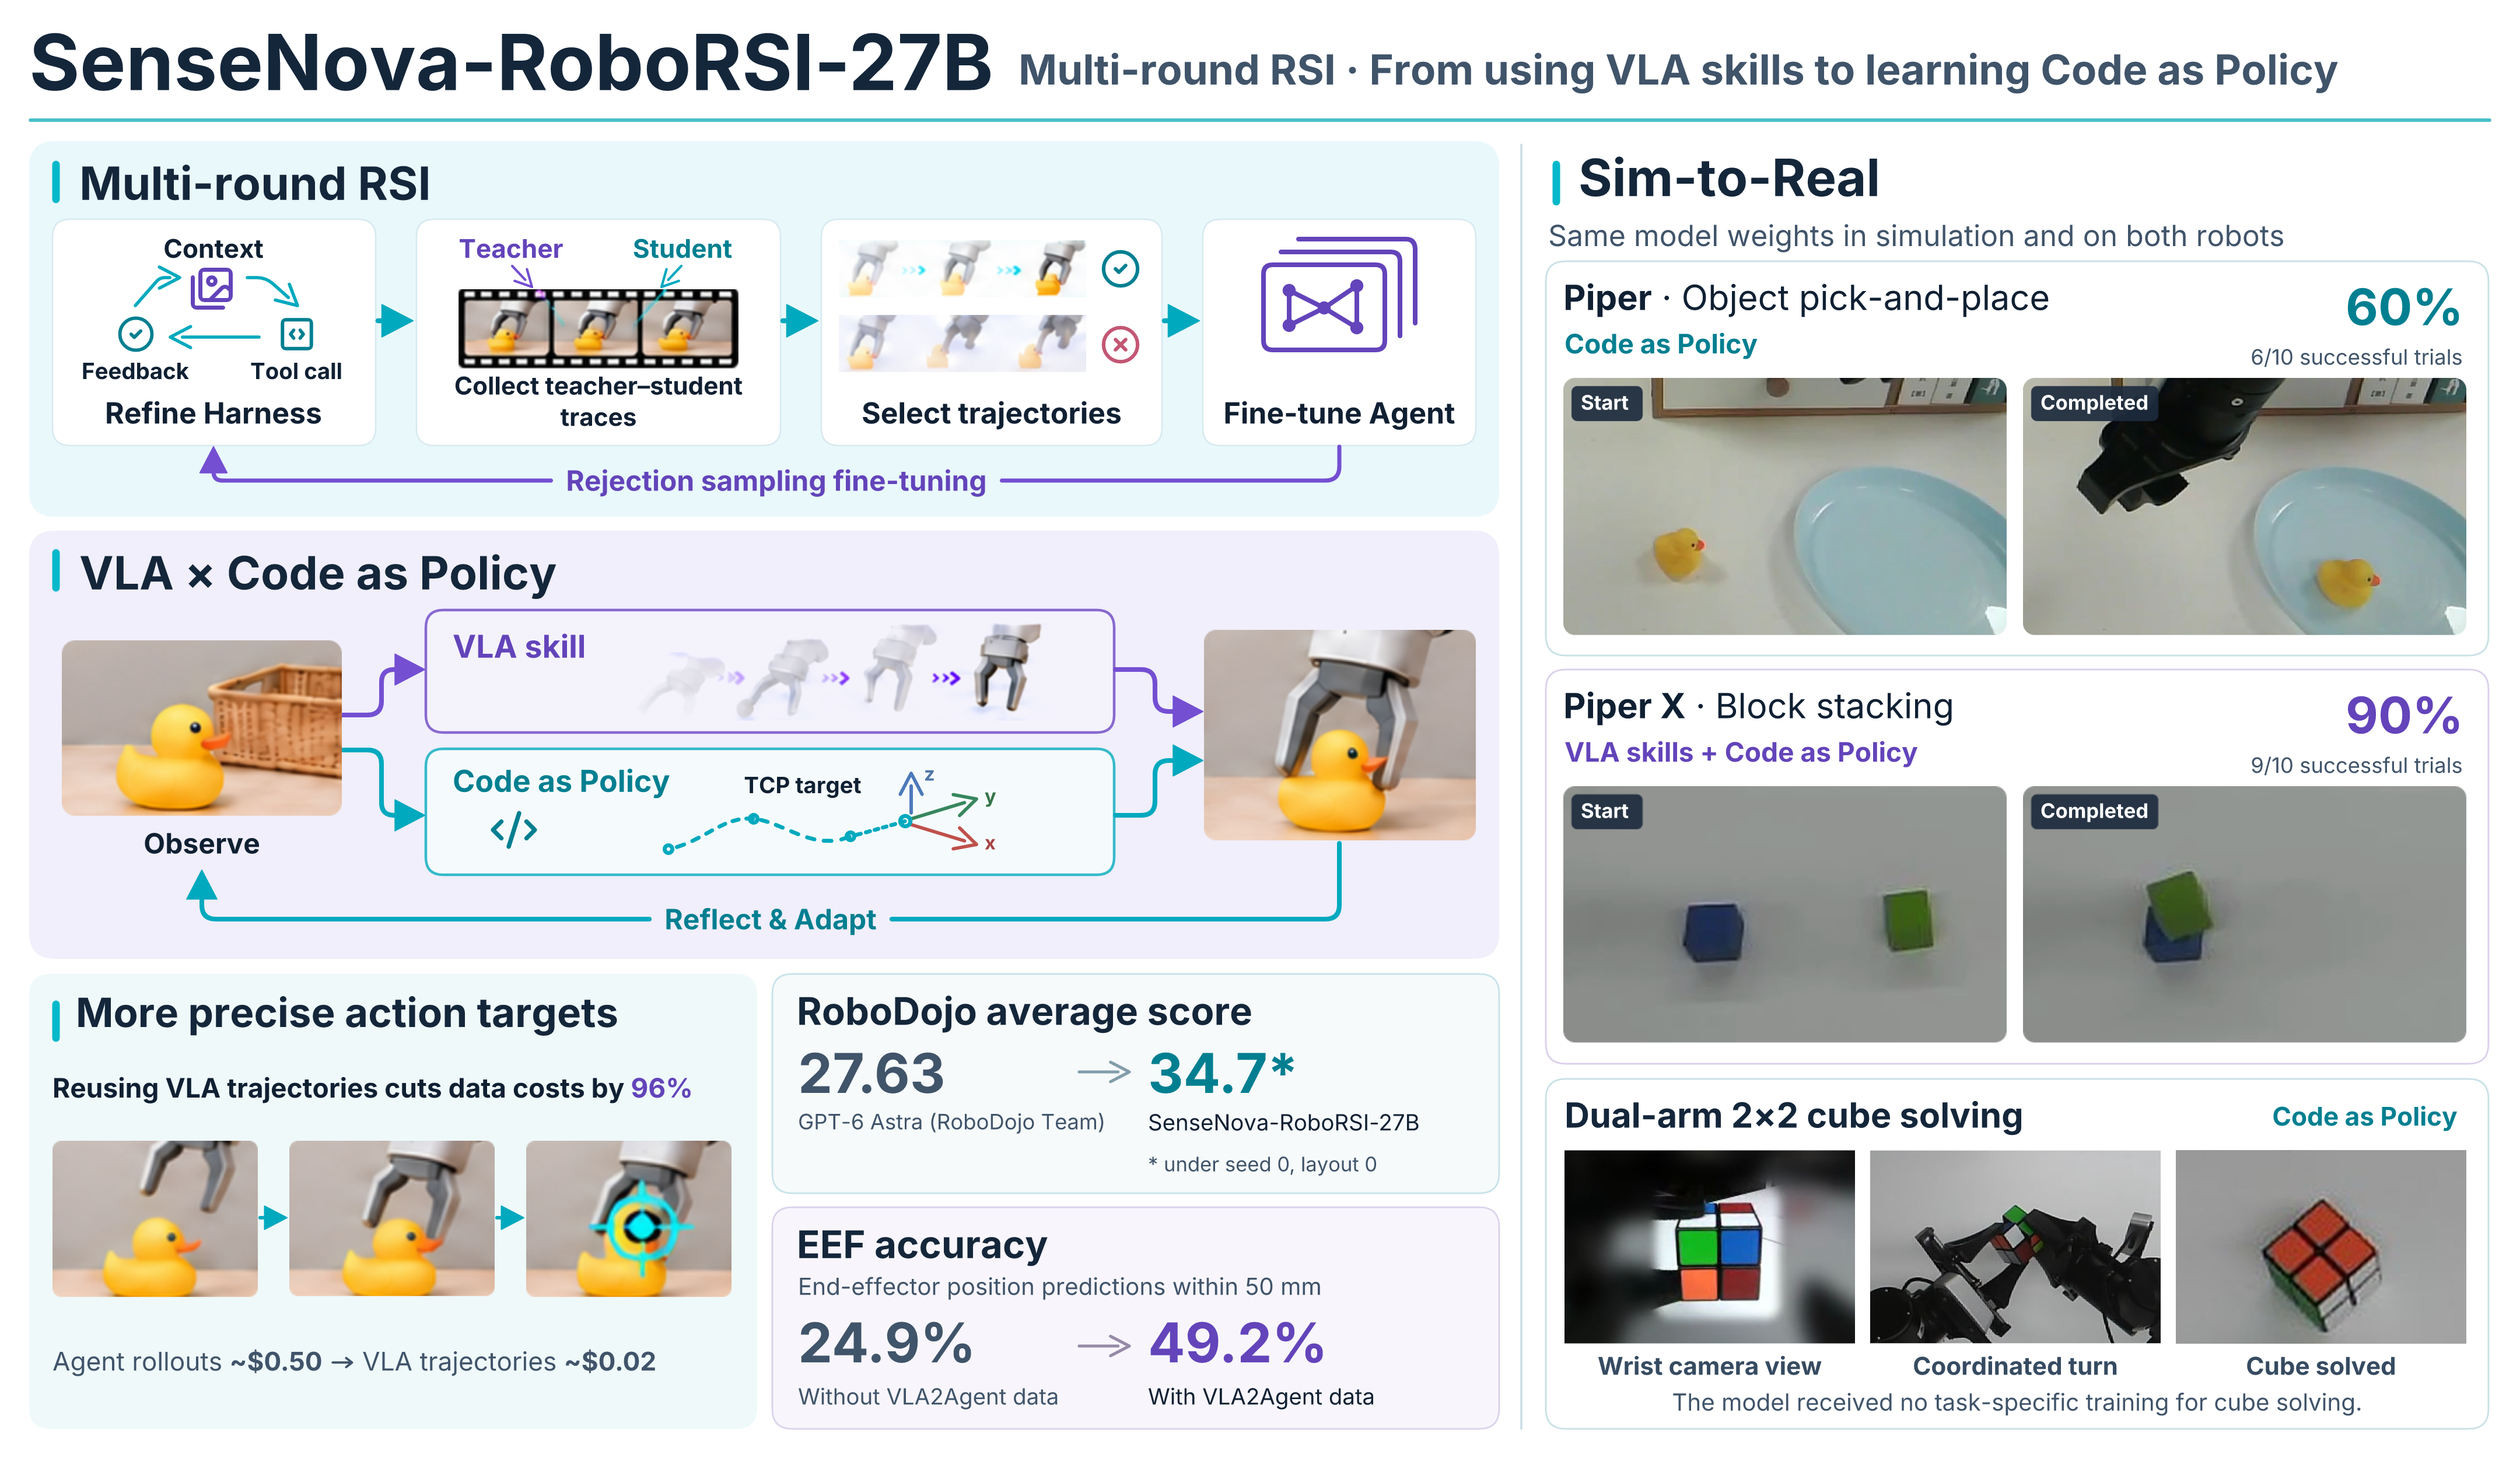 SenseNova-RoboRSI-27B
Multi-round RSI · From using VLA skills to learning Code as Policy
Multi-round RSI
Context
Feedback
Tool call
Refine Harness
Teacher
Student
Collect teacher–student
traces
Select trajectories
Fine-tune Agent
Rejection sampling fine-tuning
VLA × Code as Policy
Observe
VLA skill
Code as Policy
</>
TCP target
z
y
x
Reflect & Adapt
More precise action targets
Reusing VLA trajectories cuts data costs by 96%
Agent rollouts ~$0.50 → VLA trajectories ~$0.02
RoboDojo average score
27.63
34.7*
GPT-6 Astra (RoboDojo Team)
SenseNova-RoboRSI-27B
* under seed 0, layout 0
EEF accuracy
End-effector position predictions within 50 mm
24.9%
49.2%
Without VLA2Agent data
With VLA2Agent data
Sim-to-Real
Same model weights in simulation and on both robots
Piper · Object pick-and-place
60%
Code as Policy
6/10 successful trials
Start
Completed
Piper X · Block stacking
90%
VLA skills + Code as Policy
9/10 successful trials
Start
Completed
Dual-arm 2×2 cube solving
Code as Policy
Wrist camera view
Coordinated turn
Cube solved
The model received no task-specific training for cube solving.